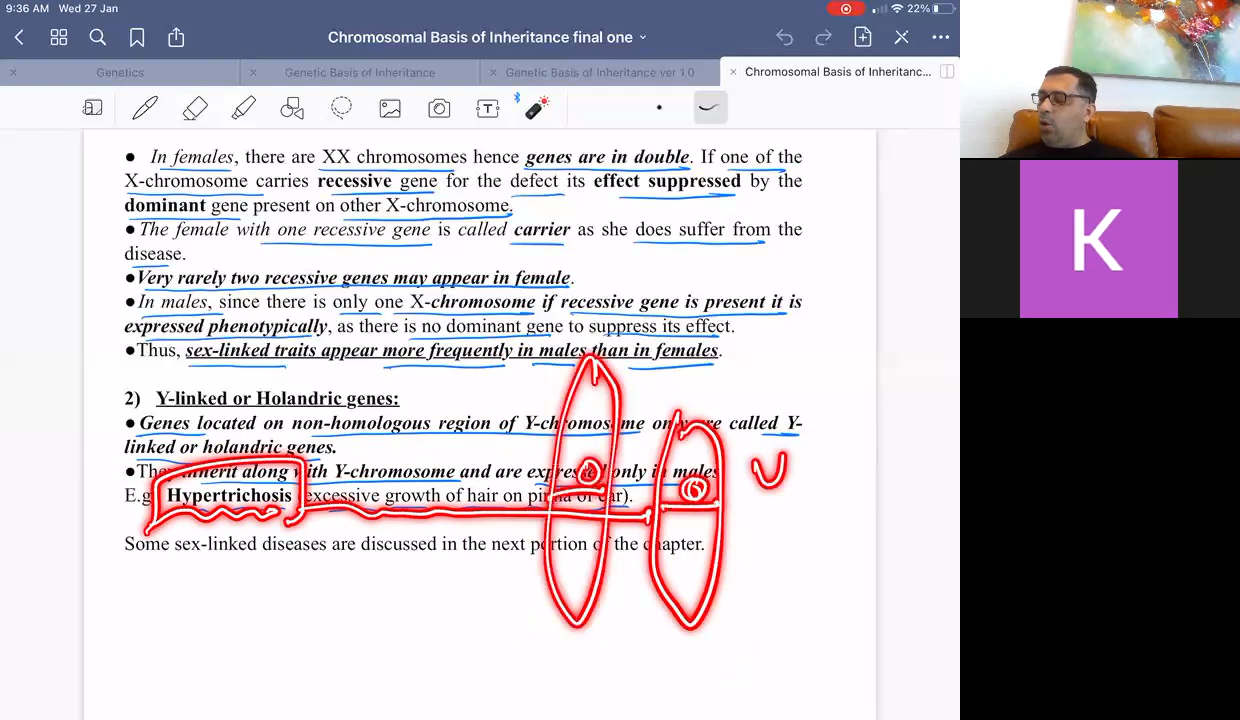 9:36 AM Wed 27 Jan
22%
Chromosomal Basis of Inheritance final one
Genetics
Genetic Basis of Inheritance
Genetic Basis of Inheritance ver 1.0
Chromosomal Basis of Inheritanc...
● In females, there are XX chromosomes hence genes are in double. If one of the
X-chromosome carries recessive gene for the defect its effect suppressed by the
dominant gene present on other X-chromosome.
●The female with one recessive gene is called carrier as she does suffer from the
disease.
●Very rarely two recessive genes may appear in female.
●In males, since there is only one X-chromosome if recessive gene is present it is
expressed phenotypically, as there is no dominant gene to suppress its effect.
●Thus, sex-linked traits appear more frequently in males than in females.
2) Y-linked or Holandric genes:
●Genes located on non-homologous region of Y-chromosome only are called Y-
linked or holandric genes.
●They inherit along with Y-chromosome and are expressed only in males
E.g. Hypertrichosis (excessive growth of hair on pinna of ear).
Some sex-linked diseases are discussed in the next portion of the chapter.
K